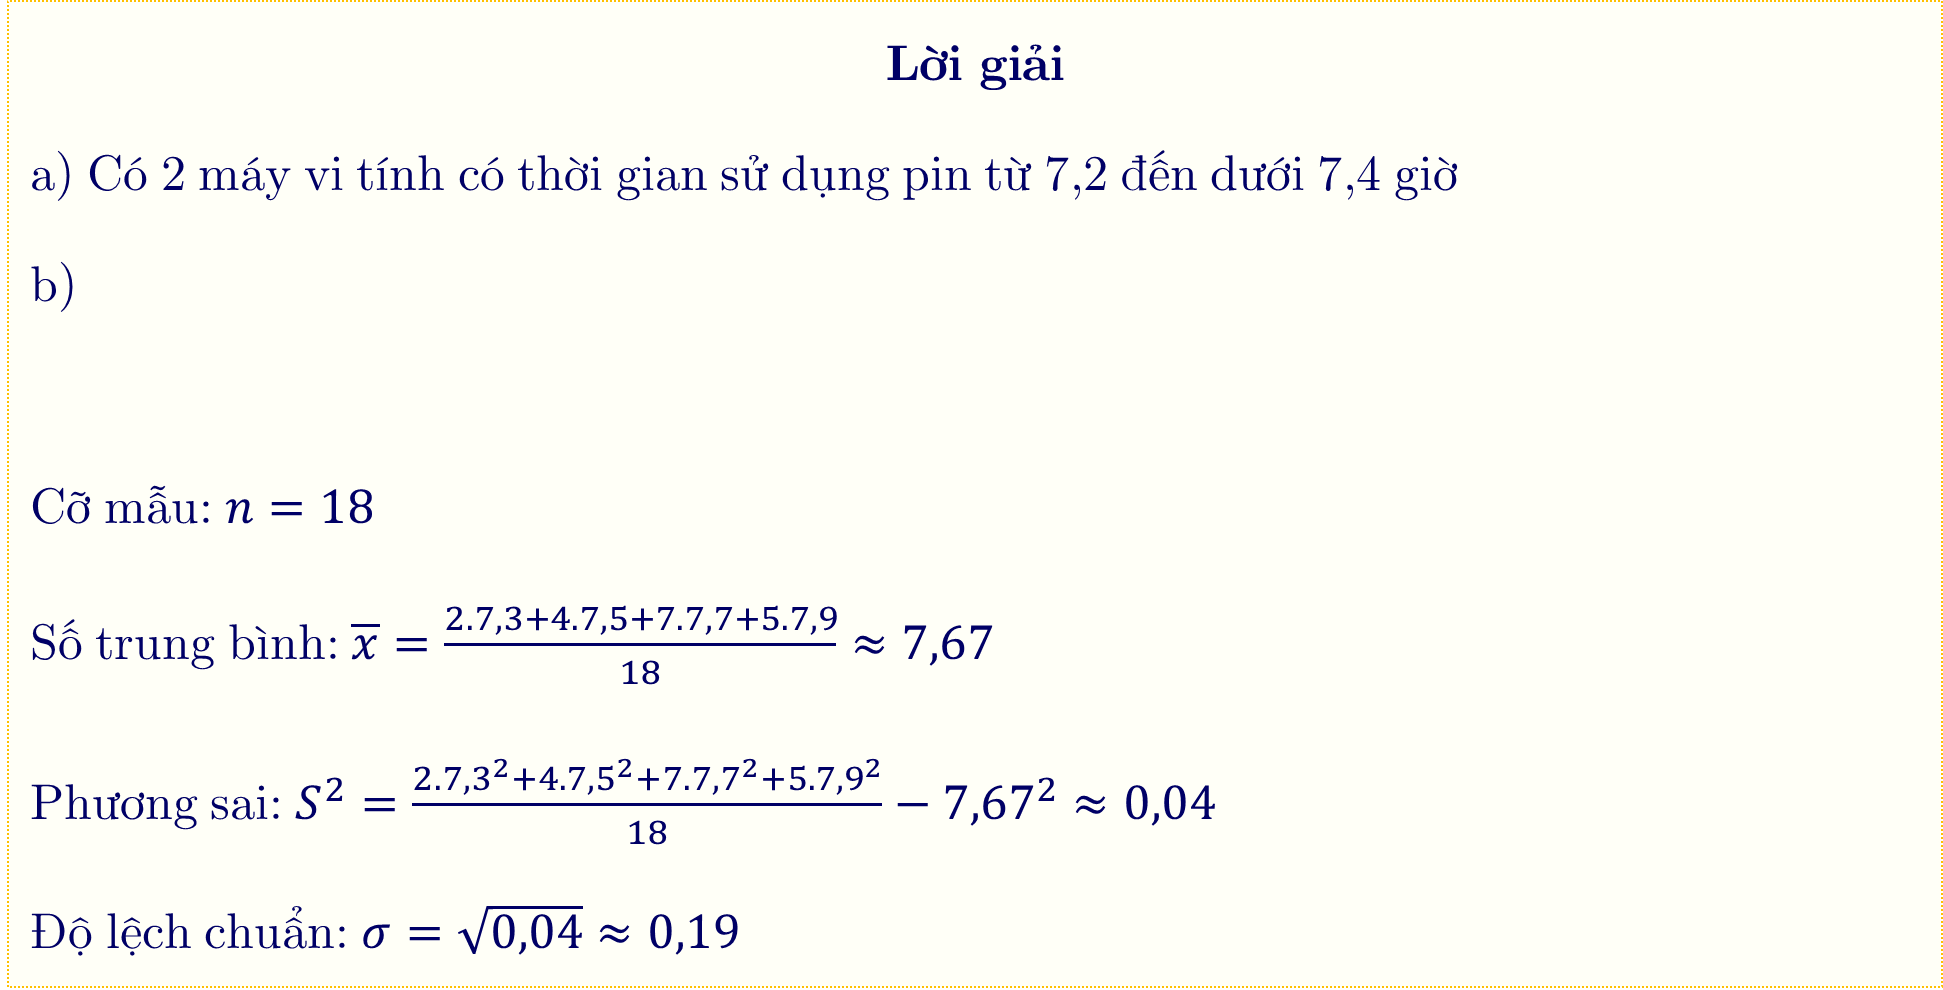 Lời giải
a) Có 2 máy vi tính có thời gian sử dụng pin từ 7,2 đến dưới 7,4 giờ
b)
Cỡ mẫu: n = 18
Số trung bình: x̅ = (2.7,3+4.7,5+7.7,7+5.7,9)/18 ≈ 7,67
Phương sai: S² = (2.7,3²+4.7,5²+7.7,7²+5.7,9²)/18 − 7,67² ≈ 0,04
Độ lệch chuẩn: σ = √0,04 ≈ 0,19